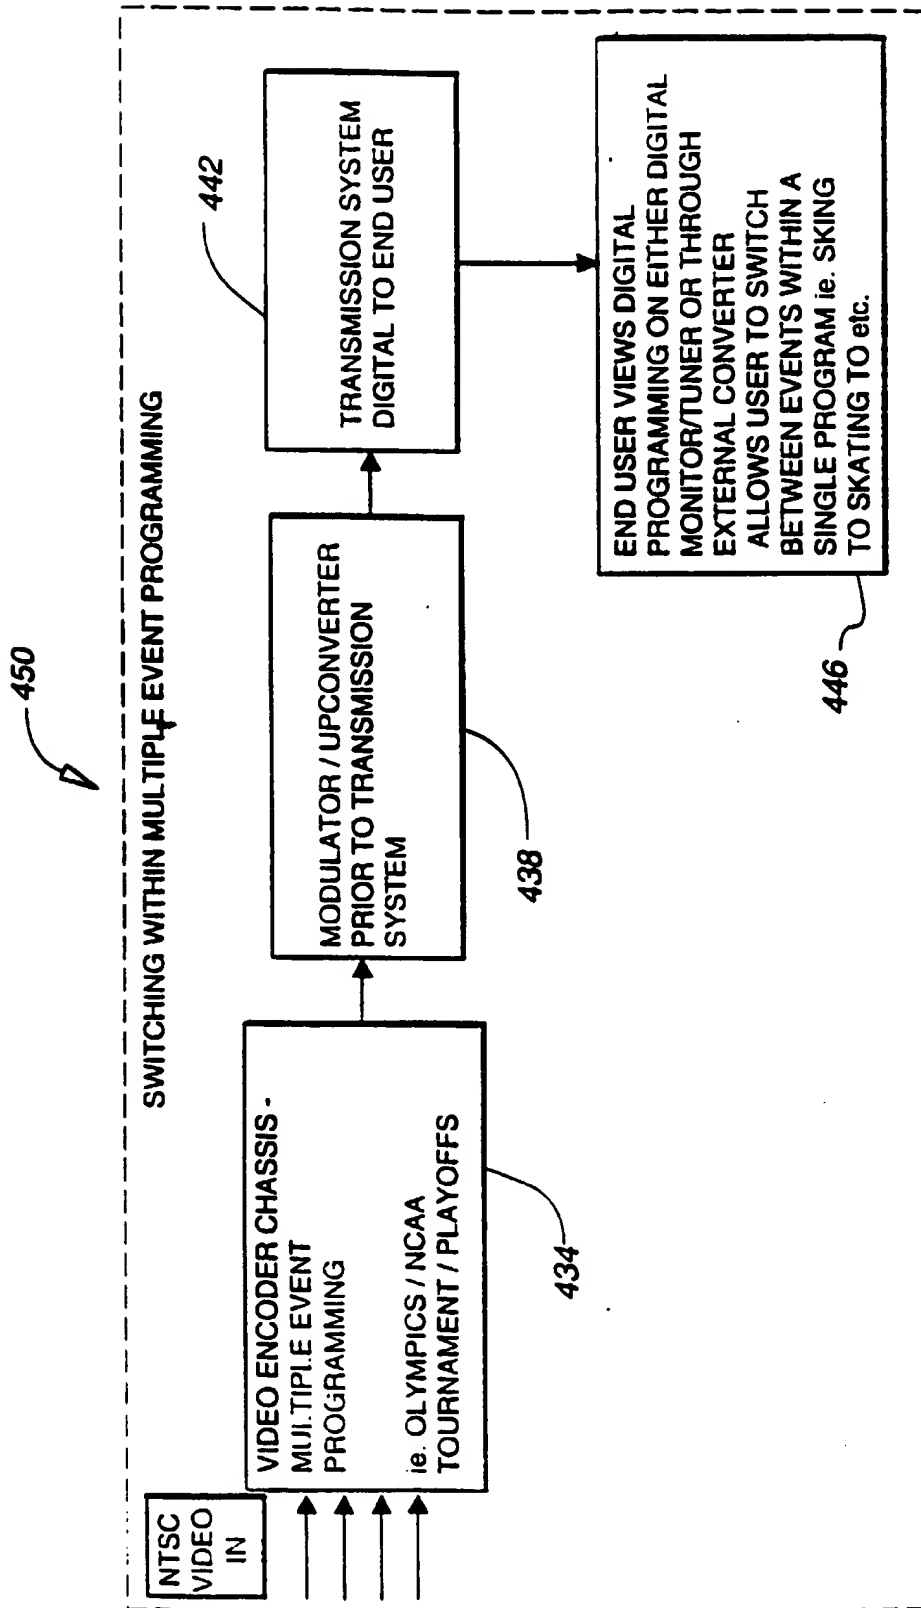 450
SWITCHING WITHIN MULTIPLE EVENT PROGRAMMING
NTSC
VIDEO
IN
VIDEO ENCODER CHASSIS -
MULTIPLE EVENT
PROGRAMMING
ie. OLYMPICS / NCAA
TOURNAMENT / PLAYOFFS
434
MODULATOR / UPCONVERTER
PRIOR TO TRANSMISSION
SYSTEM
438
442
TRANSMISSION SYSTEM
DIGITAL TO END USER
END USER VIEWS DIGITAL
PROGRAMMING ON EITHER DIGITAL
MONITOR/TUNER OR THROUGH
EXTERNAL CONVERTER
ALLOWS USER TO SWITCH
BETWEEN EVENTS WITHIN A
SINGLE PROGRAM ie. SKING
TO SKATING TO etc.
446